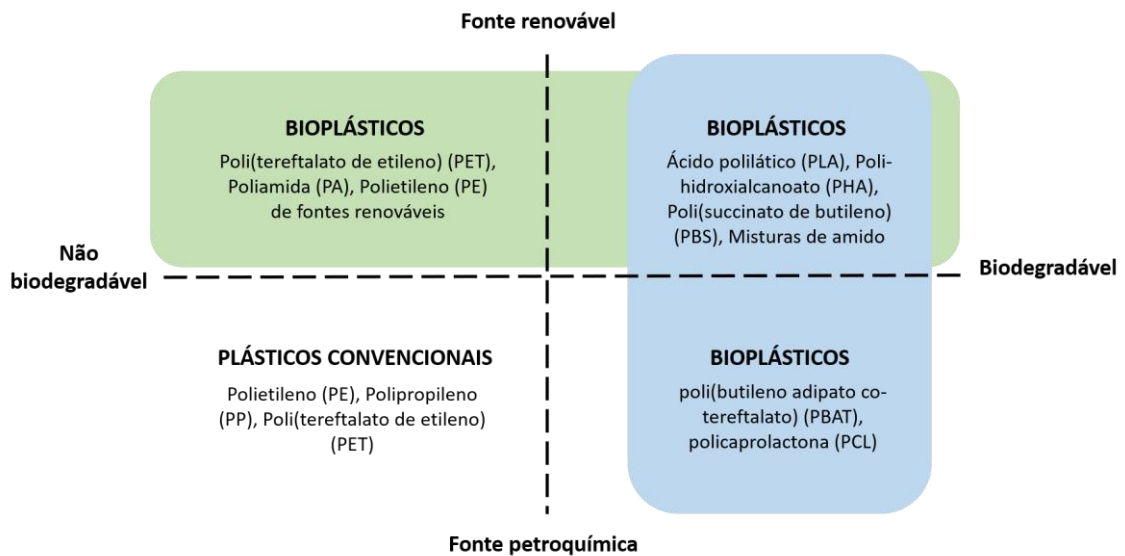 Fonte renovável
BIOPLÁSTICOS
Poli(tereftalato de etileno) (PET),
Poliamida (PA), Polietileno (PE)
de fontes renováveis
BIOPLÁSTICOS
Ácido polilático (PLA), Poli-
hidroxialcanoato (PHA),
Poli(succinato de butileno)
(PBS), Misturas de amido
Não
biodegradável
Biodegradável
PLÁSTICOS CONVENCIONAIS
Polietileno (PE), Polipropileno
(PP), Poli(tereftalato de etileno)
(PET)
BIOPLÁSTICOS
poli(butileno adipato co-
tereftalato) (PBAT),
policaprolactona (PCL)
Fonte petroquímica